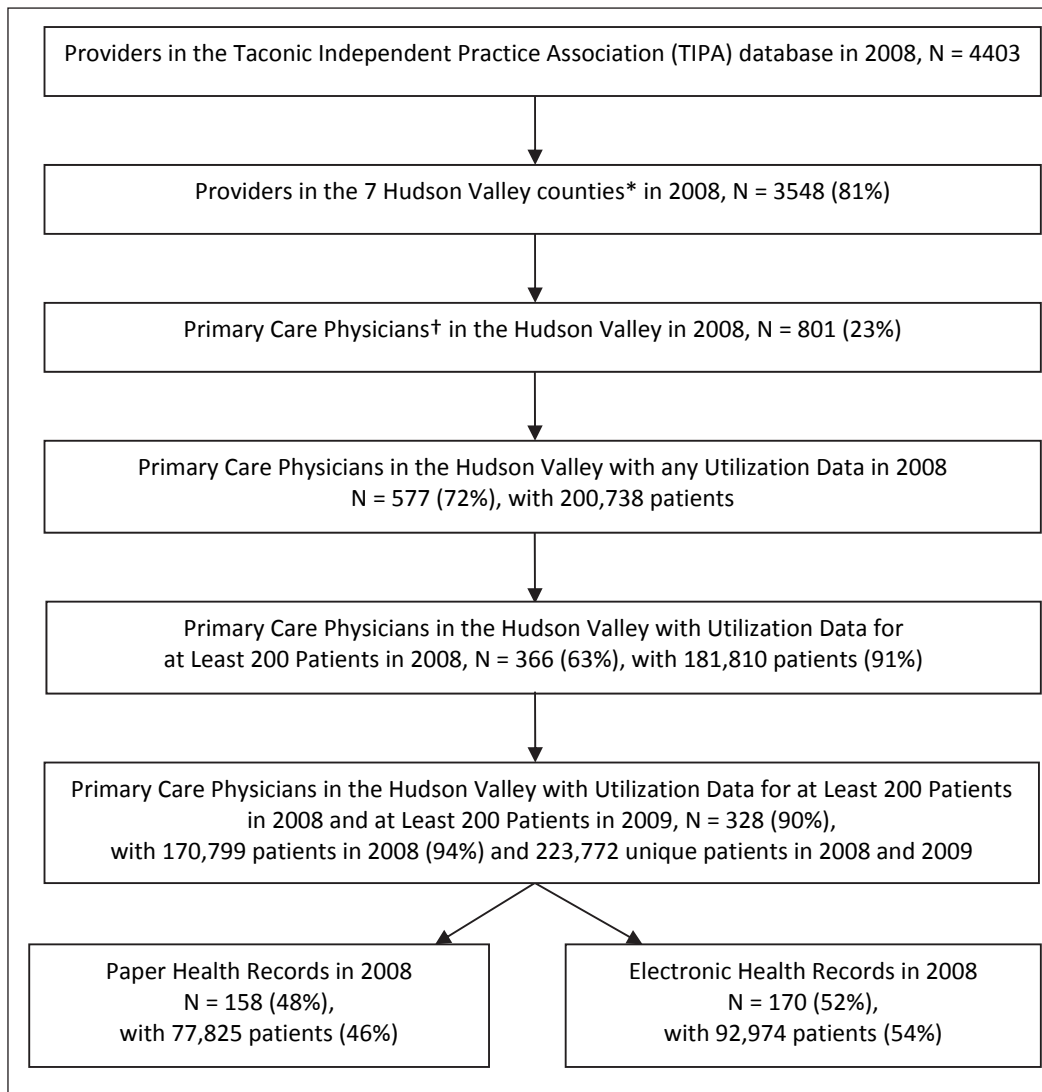 Providers in the Taconic Independent Practice Association (TIPA) database in 2008, N = 4403
Providers in the 7 Hudson Valley counties* in 2008, N = 3548 (81%)
Primary Care Physicians† in the Hudson Valley in 2008, N = 801 (23%)
Primary Care Physicians in the Hudson Valley with any Utilization Data in 2008
N = 577 (72%), with 200,738 patients
Primary Care Physicians in the Hudson Valley with Utilization Data for
at Least 200 Patients in 2008, N = 366 (63%), with 181,810 patients (91%)
Primary Care Physicians in the Hudson Valley with Utilization Data for at Least 200 Patients
in 2008 and at Least 200 Patients in 2009, N = 328 (90%),
with 170,799 patients in 2008 (94%) and 223,772 unique patients in 2008 and 2009
Paper Health Records in 2008
N = 158 (48%),
with 77,825 patients (46%)
Electronic Health Records in 2008
N = 170 (52%),
with 92,974 patients (54%)